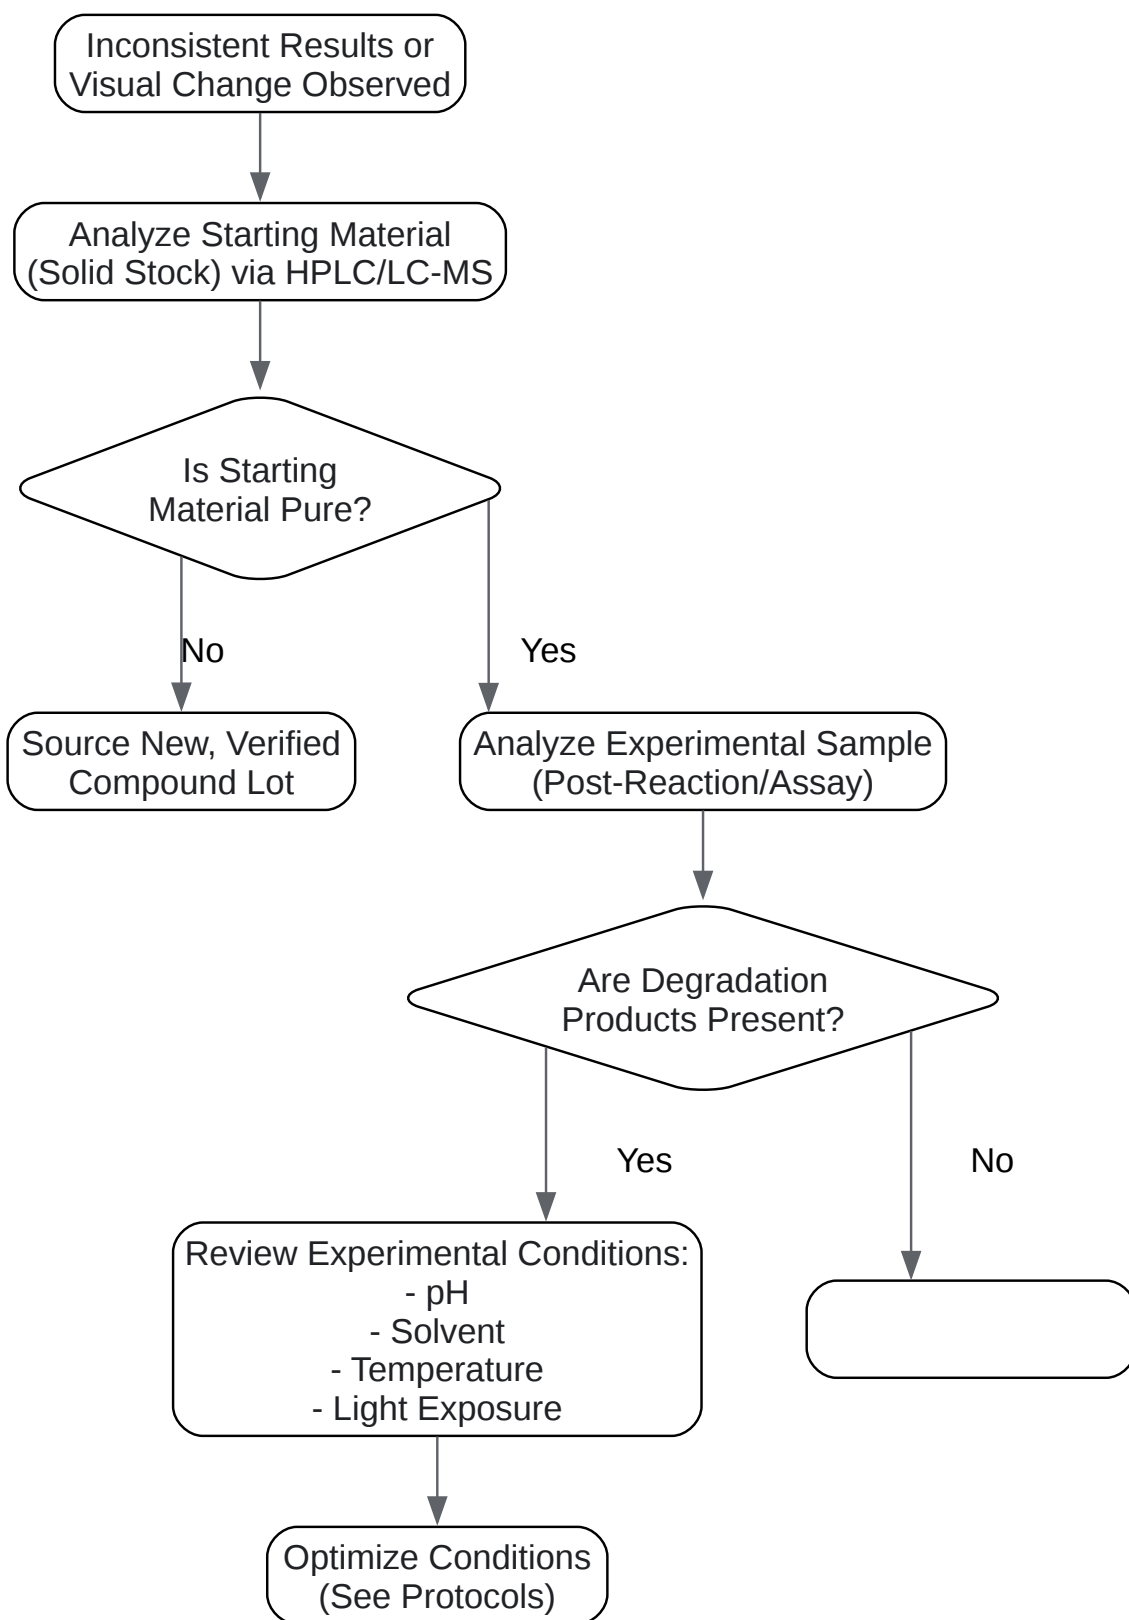 Inconsistent Results or
Visual Change Observed
Analyze Starting Material
(Solid Stock) via HPLC/LC-MS
Is Starting
Material Pure?
No
Yes
Source New, Verified
Compound Lot
Analyze Experimental Sample
(Post-Reaction/Assay)
Are Degradation
Products Present?
Yes
No
Review Experimental Conditions:
- pH
- Solvent
- Temperature
- Light Exposure
Optimize Conditions
(See Protocols)